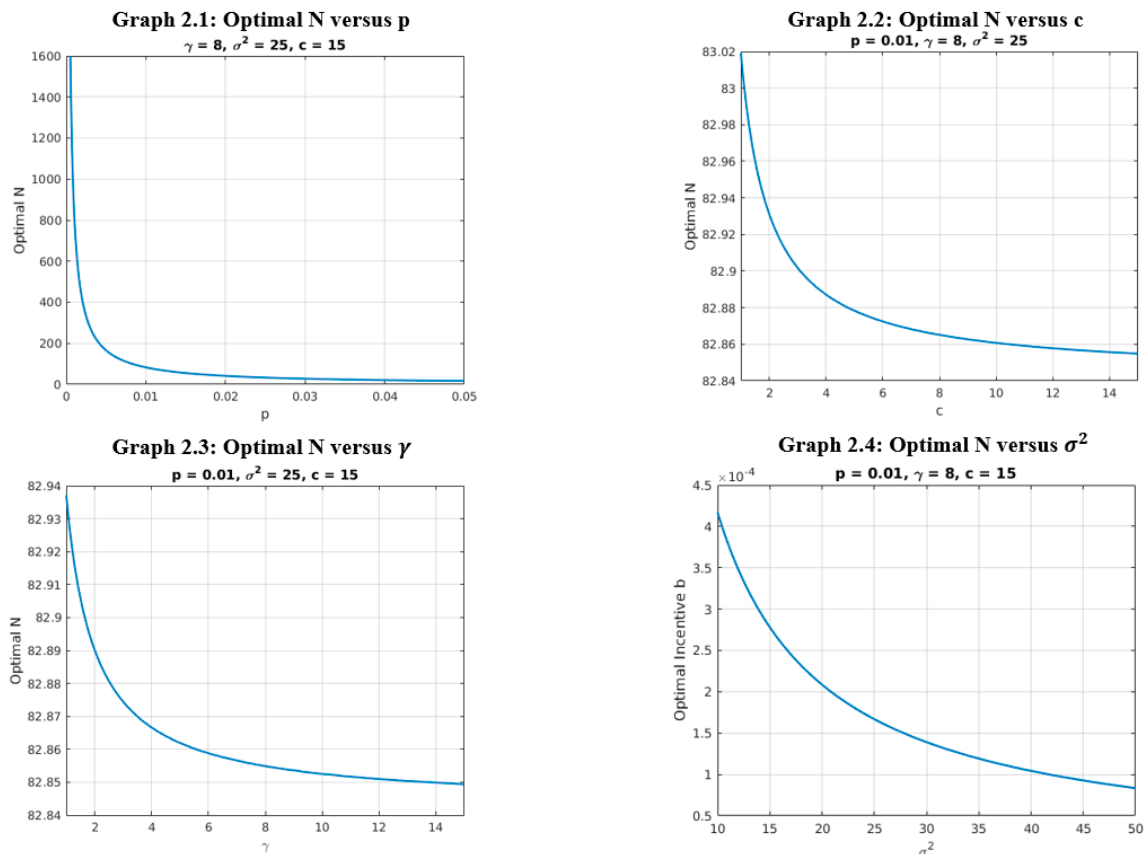 Graph 2.1: Optimal N versus p
γ = 8, σ² = 25, c = 15
1600
1400
1200
1000
800
600
400
200
0
Optimal N
0 0.01 0.02 0.03 0.04 0.05
p
Graph 2.2: Optimal N versus c
p = 0.01, γ = 8, σ² = 25
83.02
83
82.98
82.96
82.94
82.92
82.9
82.88
82.86
82.84
Optimal N
2 4 6 8 10 12 14
c
Graph 2.3: Optimal N versus γ
p = 0.01, σ² = 25, c = 15
82.94
82.93
82.92
82.91
82.9
82.89
82.88
82.87
82.86
82.85
82.84
Optimal N
2 4 6 8 10 12 14
γ
Graph 2.4: Optimal N versus σ²
×10⁻⁴ p = 0.01, γ = 8, c = 15
4.5
4
3.5
3
2.5
2
1.5
1
0.5
Optimal Incentive b
10 15 20 25 30 35 40 45 50
σ²